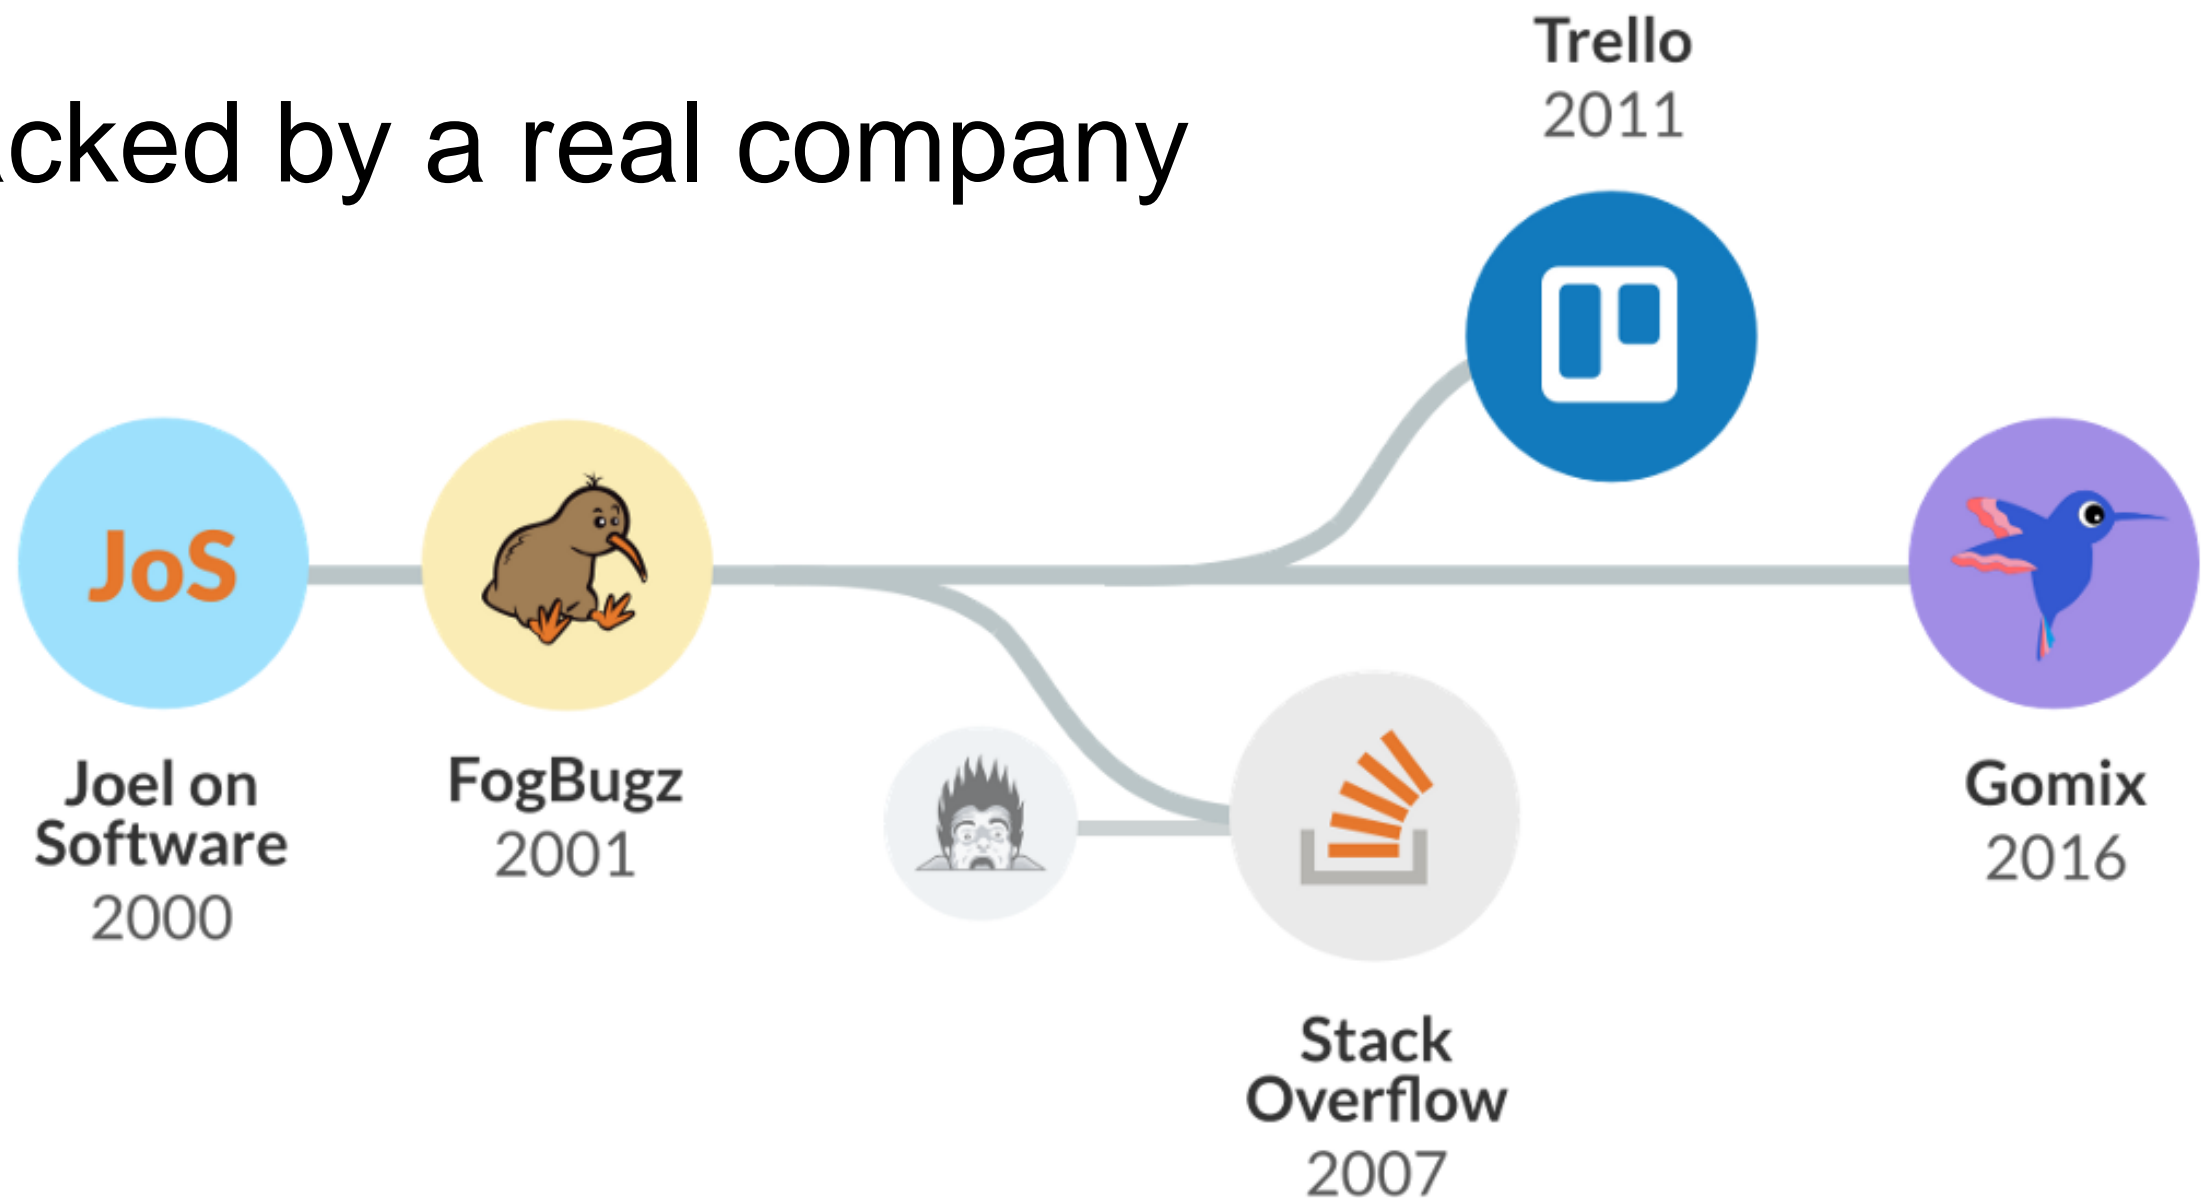 cked by a real company
Trello
2011
JoS
Joel on
Software
2000
FogBugz
2001
Stack
Overflow
2007
Gomix
2016